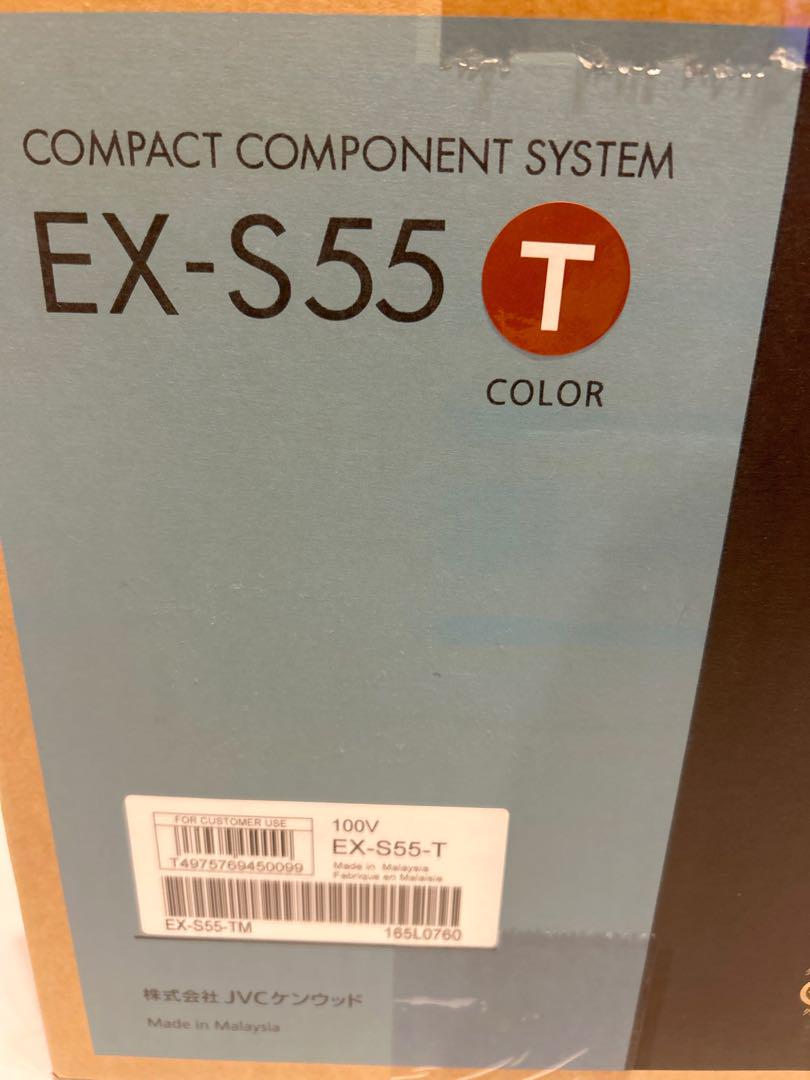 COMPACT COMPONENT SYSTEM
EX-S55 T
COLOR
FOR CUSTOMER USE
T4975769450099
100V
EX-S55-T
Made in Malaysia
Fabriqué en Malaisie
EX-S55-TM
165L0760
株式会社 JVCケンウッド
Made in Malaysia